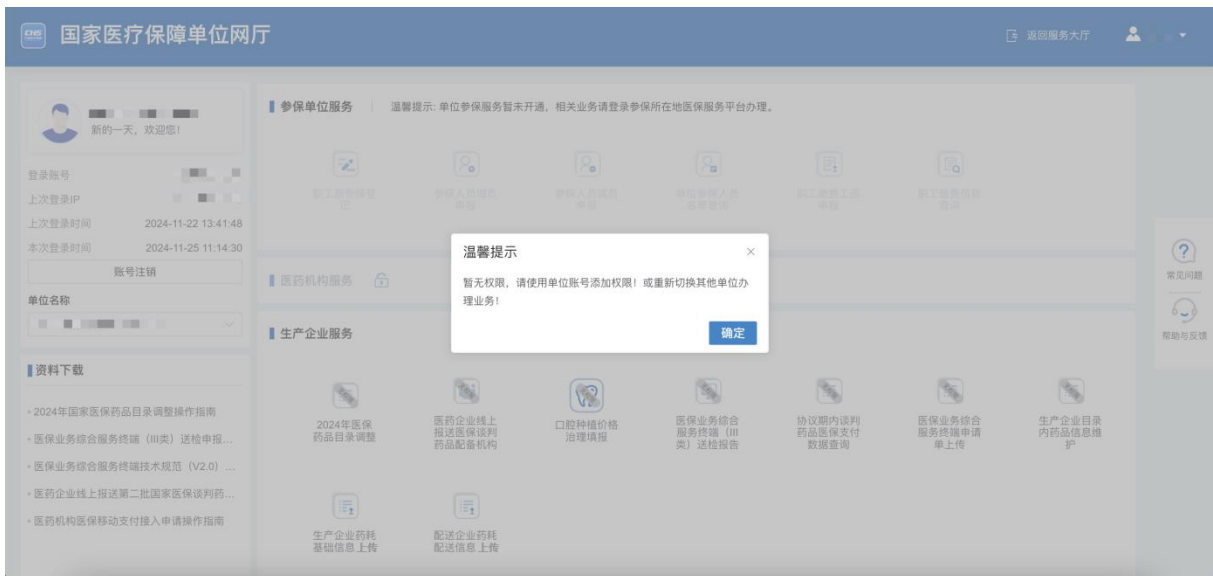 CHS
国家医疗保障单位网厅
返回服务大厅
新的一天，欢迎您！
登录账号
上次登录IP
上次登录时间
2024-11-22 13:41:48
本次登录时间
2024-11-25 11:14:30
账号注销
单位名称
资料下载
2024年国家医保药品目录调整操作指南
医保业务综合服务终端（III类）送检申报...
医保业务综合服务终端技术规范（V2.0）...
医药企业线上报送第二批国家医保谈判药...
医药机构医保移动支付接入申请操作指南
参保单位服务
温馨提示: 单位参保服务暂未开通，相关业务请登录参保所在地医保服务平台办理。
医药机构服务
温馨提示
×
暂无权限，请使用单位账号添加权限！或重新切换其他单位办
理业务！
确定
生产企业服务
2024年医保
药品目录调整
医药企业线上
报送医保谈判
药品配备机构
口腔种植价格
治理填报
医保业务综合
服务终端（III
类）送检报告
协议期内谈判
药品医保支付
数据查询
医保业务综合
服务终端申请
单上传
生产企业目录
内药品信息维
护
生产企业药耗
基础信息上传
配送企业药耗
配送信息上传
常见问题
帮助与反馈